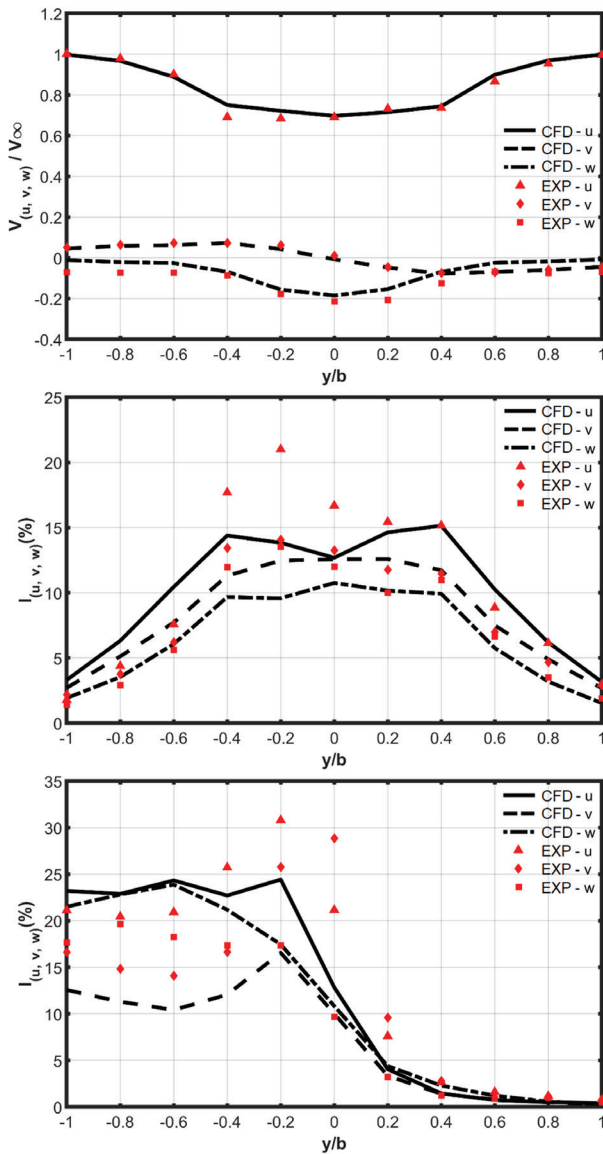 1.2
1
0.8
0.6
0.4
0.2
0
-0.2
-0.4
V(u, v, w) / V∞
CFD - u
CFD - v
CFD - w
EXP - u
EXP - v
EXP - w
-1 -0.8 -0.6 -0.4 -0.2 0 0.2 0.4 0.6 0.8 1
y/b
25
20
15
10
5
0
I(u, v, w)(%)
CFD - u
CFD - v
CFD - w
EXP - u
EXP - v
EXP - w
-1 -0.8 -0.6 -0.4 -0.2 0 0.2 0.4 0.6 0.8 1
y/b
35
30
25
20
15
10
5
0
I(u, v, w)(%)
CFD - u
CFD - v
CFD - w
EXP - u
EXP - v
EXP - w
-1 -0.8 -0.6 -0.4 -0.2 0 0.2 0.4 0.6 0.8 1
y/b